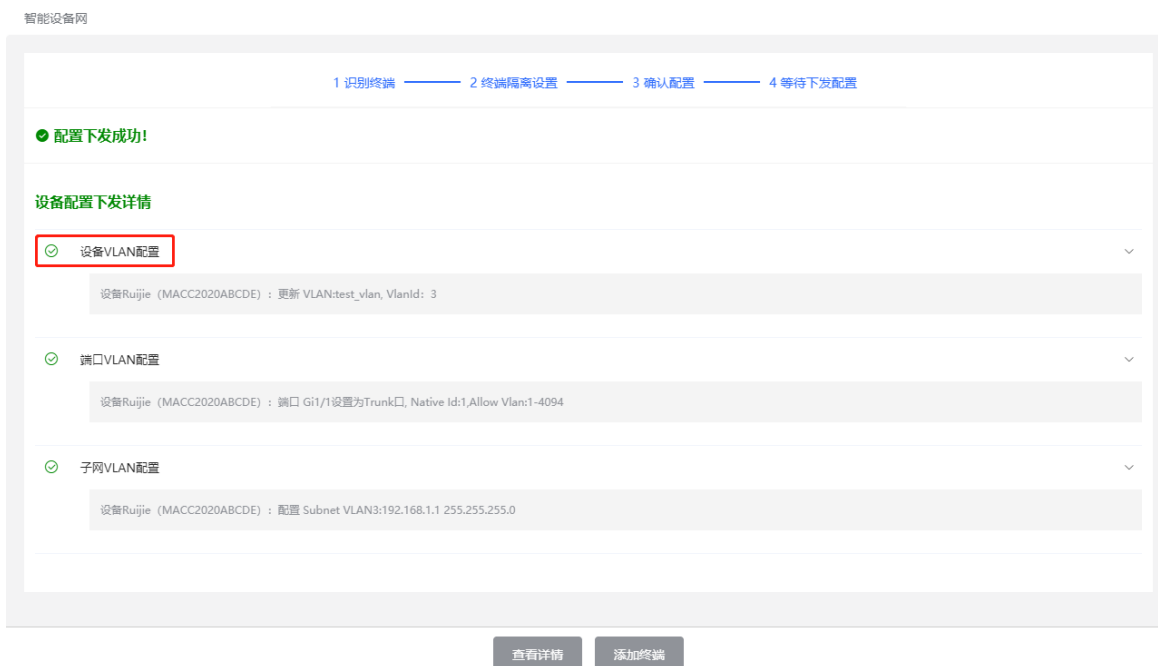 智能设备网
1 识别终端 2 终端隔离设置 3 确认配置 4 等待下发配置
配置下发成功！
设备配置下发详情
设备VLAN配置
设备Ruijie（MACC2020ABCDE）：更新 VLAN:test_vlan, VlanId：3
端口VLAN配置
设备Ruijie（MACC2020ABCDE）：端口 Gi1/1设置为Trunk口, Native Id:1,Allow Vlan:1-4094
子网VLAN配置
设备Ruijie（MACC2020ABCDE）：配置 Subnet VLAN3:192.168.1.1 255.255.255.0
查看详情 添加终端